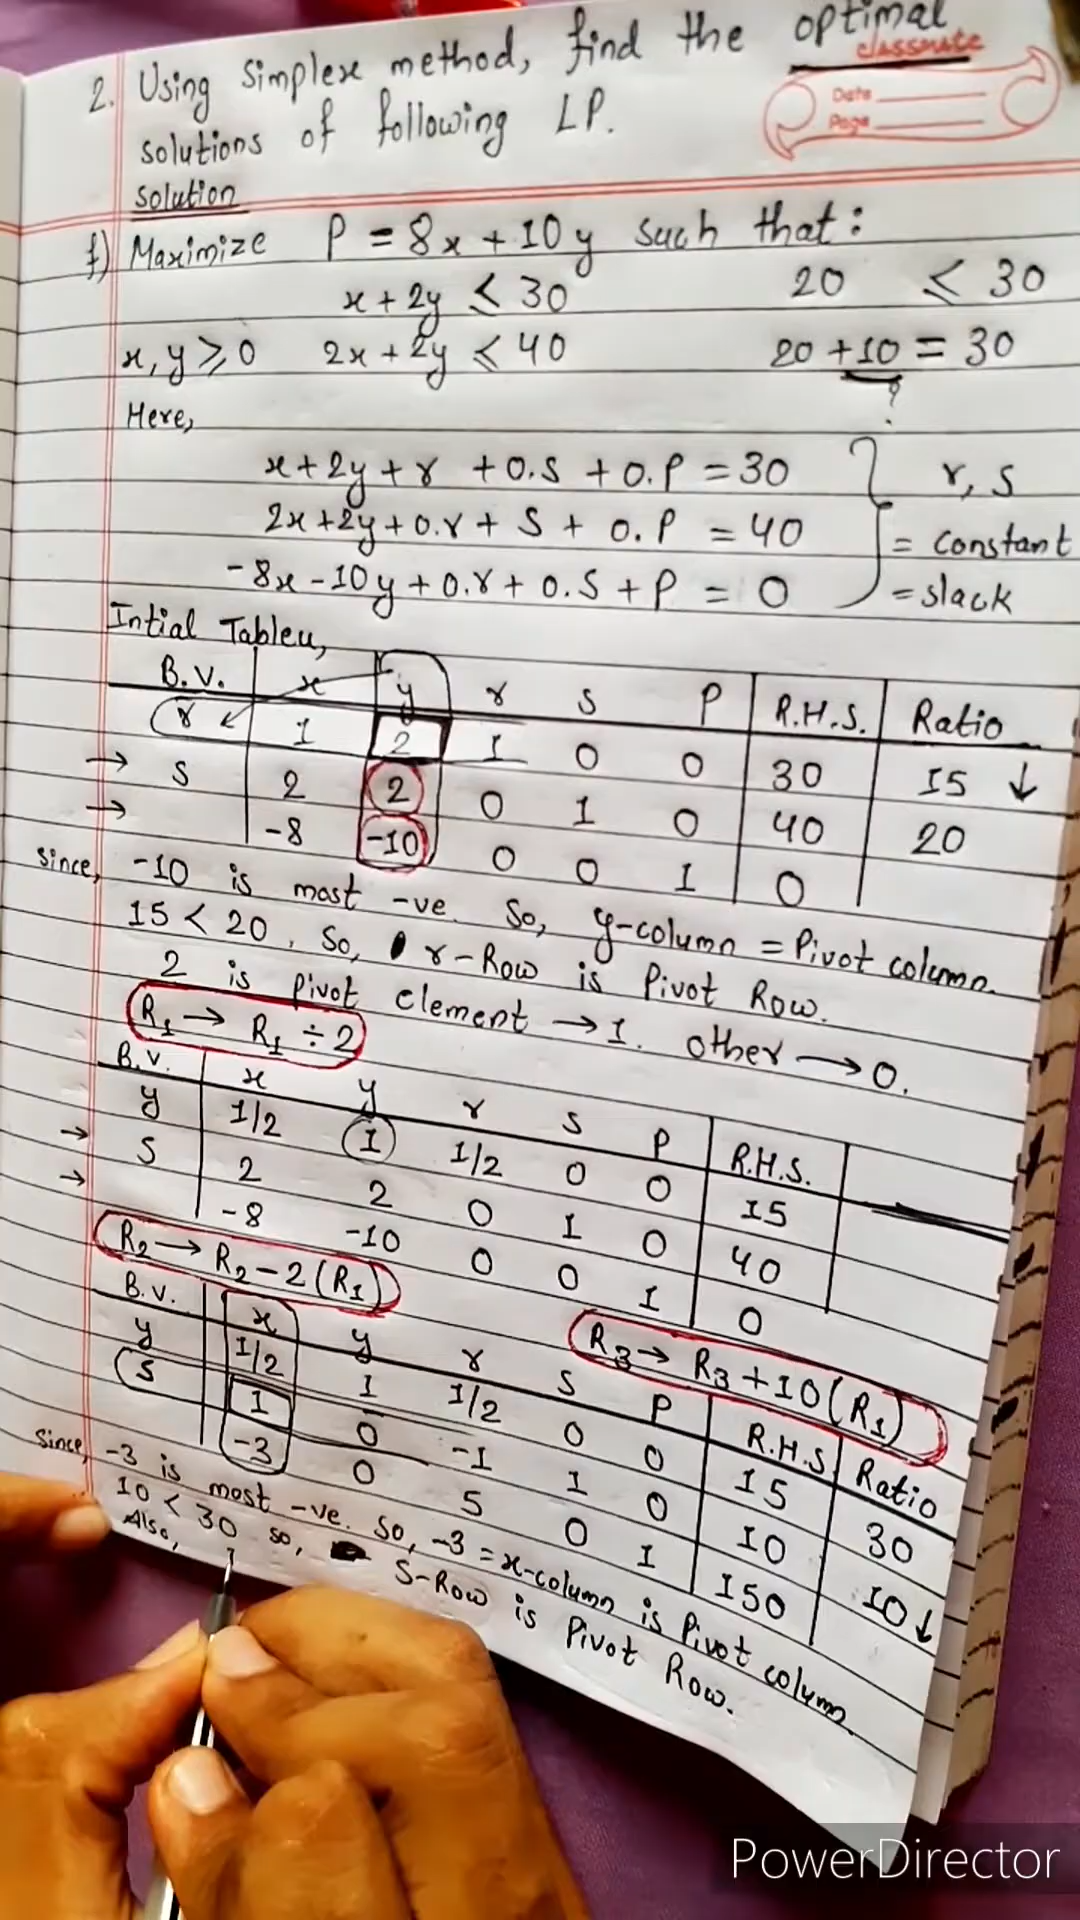 2. Using Simplex method, find the optimal
solutions of following LP.
classmate
Date
Page
Solution
f) Maximize P = 8x + 10y such that:
x + 2y ≤ 30 20 ≤ 30
x, y ≥ 0 2x + 2y ≤ 40 20 + 10 = 30
?
Here,
x + 2y + r + 0.s + 0.P = 30 r, s
2x + 2y + 0.r + s + 0.P = 40 = constant
-8x - 10y + 0.r + 0.s + P = 0 = slack
Intial Tableu,
B.V. x y r s P R.H.S. Ratio
r ↙ 1 2 1 0 0 30 15 ↓
→ s 2 2 0 1 0 40 20
→ -8 -10 0 0 1 0
Since, -10 is most -ve. So, y-column = Pivot column.
15 < 20, So, r-Row is Pivot Row.
2 is pivot element → 1. other → 0.
R1 → R1 ÷ 2
B.V. x y r s P R.H.S.
y 1/2 1 1/2 0 0 15
→ s 2 2 0 1 0 40
→ -8 -10 0 0 1 0
R2 → R2 - 2(R1) R3 → R3 + 10(R1)
B.V. x y r s P R.H.S Ratio
y 1/2 1 1/2 0 0 15 30
s 1 0 -1 1 0 10 10 ↓
-3 0 5 0 1 150
Since, -3 is most -ve. So, -3 = x-column is Pivot column.
10 < 30 so, S-Row is Pivot Row.
Also, 1
PowerDirector